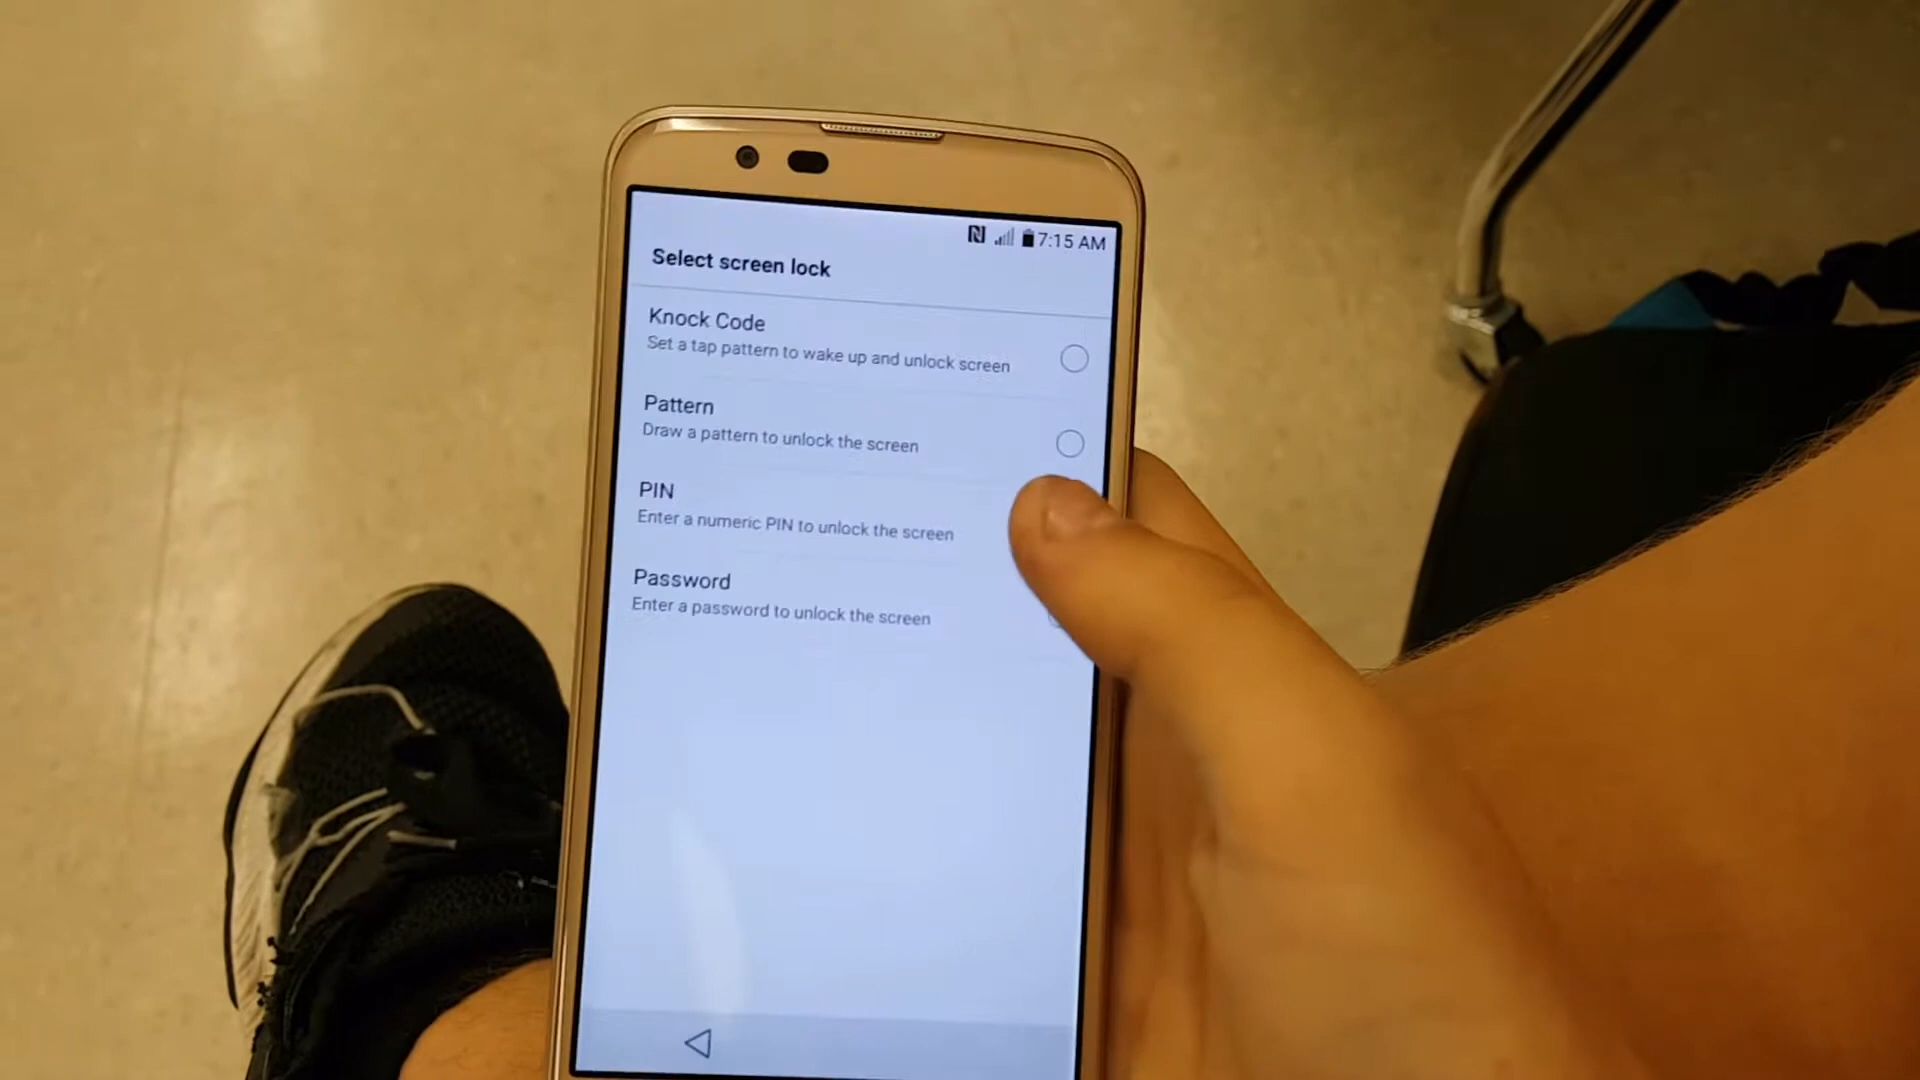 7:15 AM
Select screen lock
Knock Code
Set a tap pattern to wake up and unlock screen
Pattern
Draw a pattern to unlock the screen
PIN
Enter a numeric PIN to unlock the screen
Password
Enter a password to unlock the screen